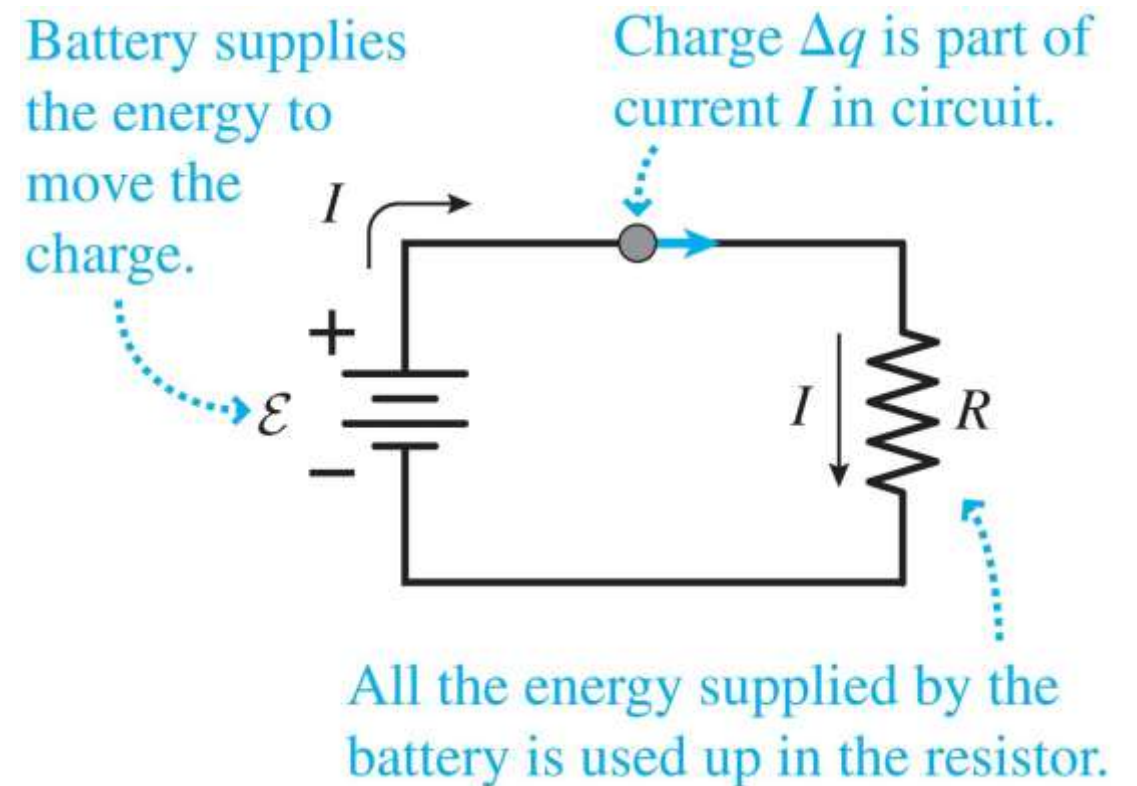 Battery supplies
the energy to
move the
charge.
Charge Δq is part of
current I in circuit.
I
+
ℰ
−
I
R
All the energy supplied by the
battery is used up in the resistor.